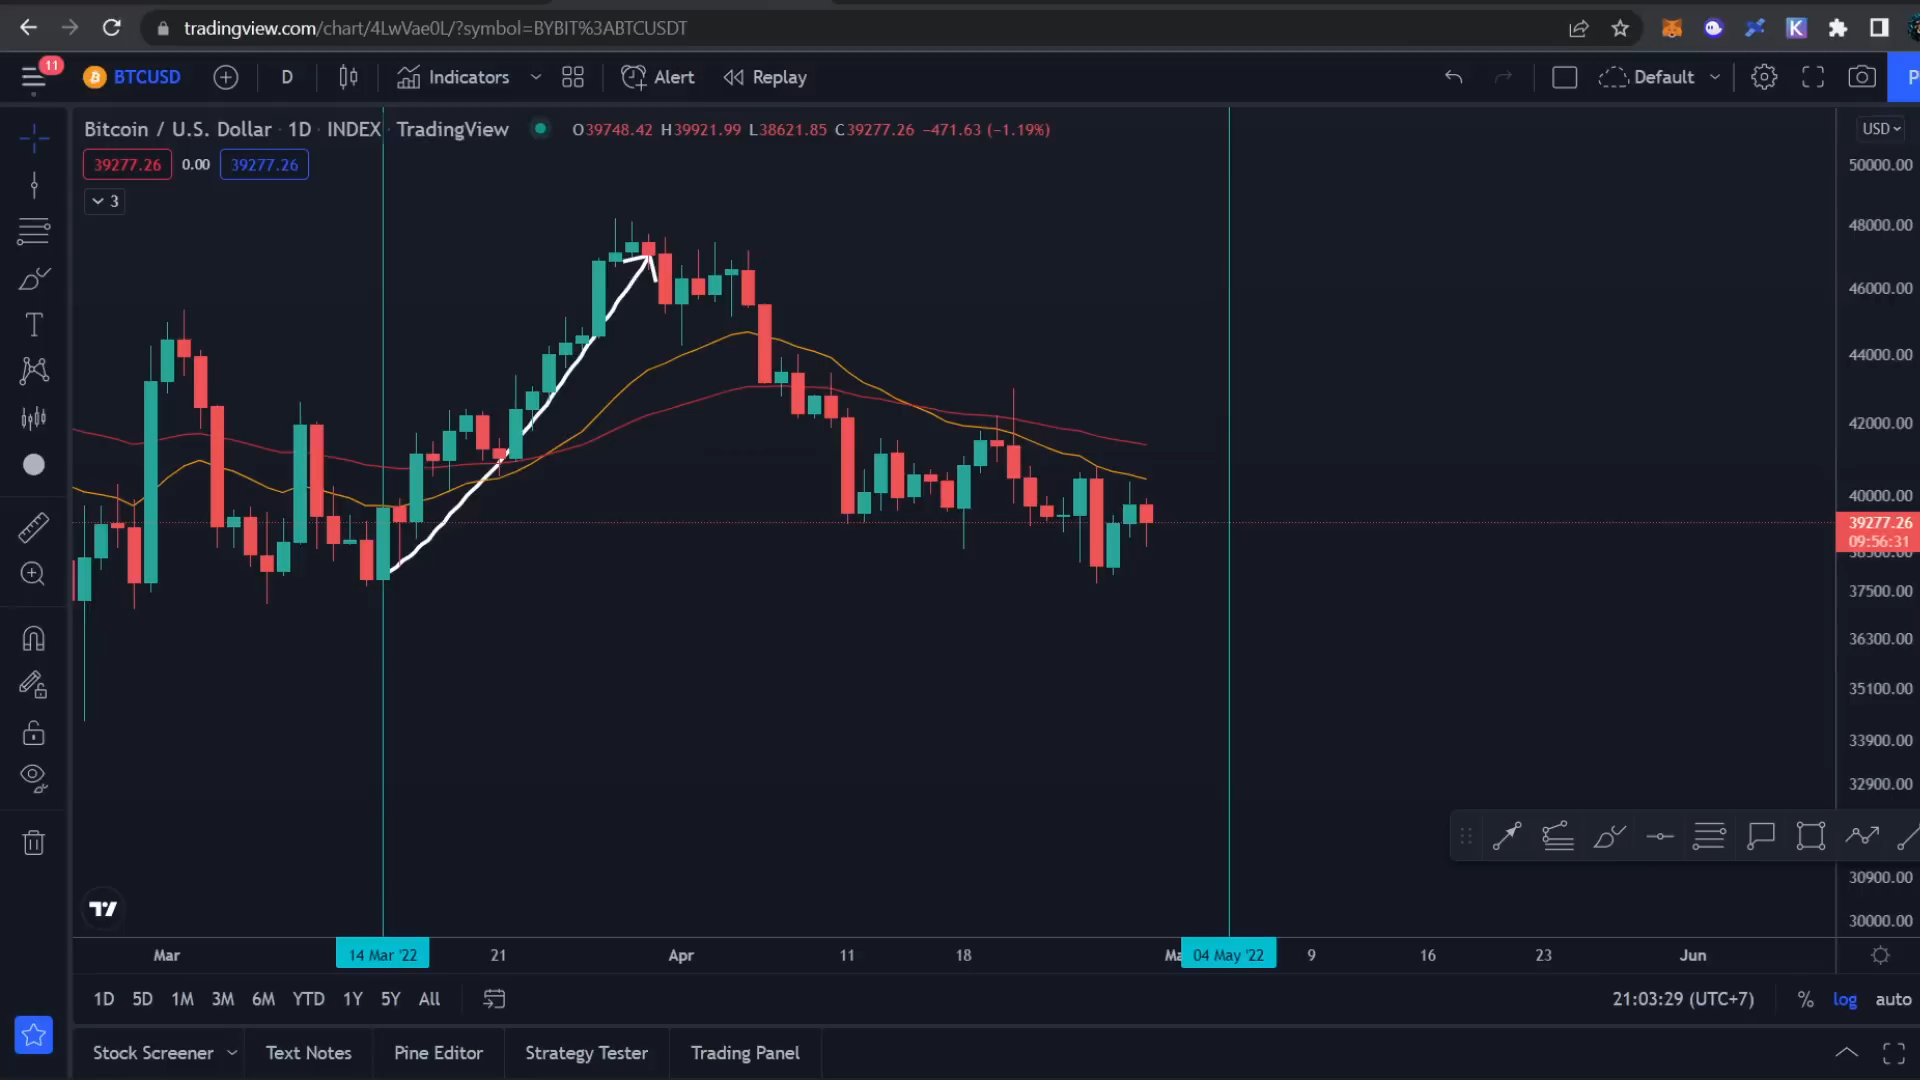 tradingview.com/chart/4LwVae0L/?symbol=BYBIT%3ABTCUSDT
K
11
BTCUSD
D
Indicators
Alert
Replay
Default
P
Bitcoin / U.S. Dollar · 1D · INDEX · TradingView
O39748.42 H39921.99 L38621.85 C39277.26 −471.63 (−1.19%)
USD
39277.26 0.00 39277.26
3
50000.00
48000.00
46000.00
44000.00
42000.00
40000.00
39277.26
09:56:31
38500.00
37500.00
36300.00
35100.00
33900.00
32900.00
30900.00
30000.00
Mar
14 Mar '22
21
Apr
11
18
Ma
04 May '22
9
16
23
Jun
1D 5D 1M 3M 6M YTD 1Y 5Y All
21:03:29 (UTC+7)
% log auto
Stock Screener
Text Notes
Pine Editor
Strategy Tester
Trading Panel